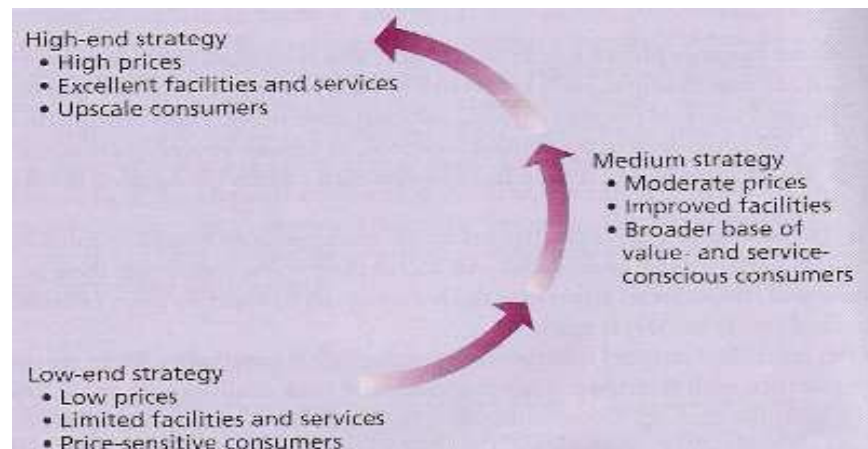 High-end strategy
• High prices
• Excellent facilities and services
• Upscale consumers
Medium strategy
• Moderate prices
• Improved facilities
• Broader base of
value- and service-
conscious consumers
Low-end strategy
• Low prices
• Limited facilities and services
• Price-sensitive consumers